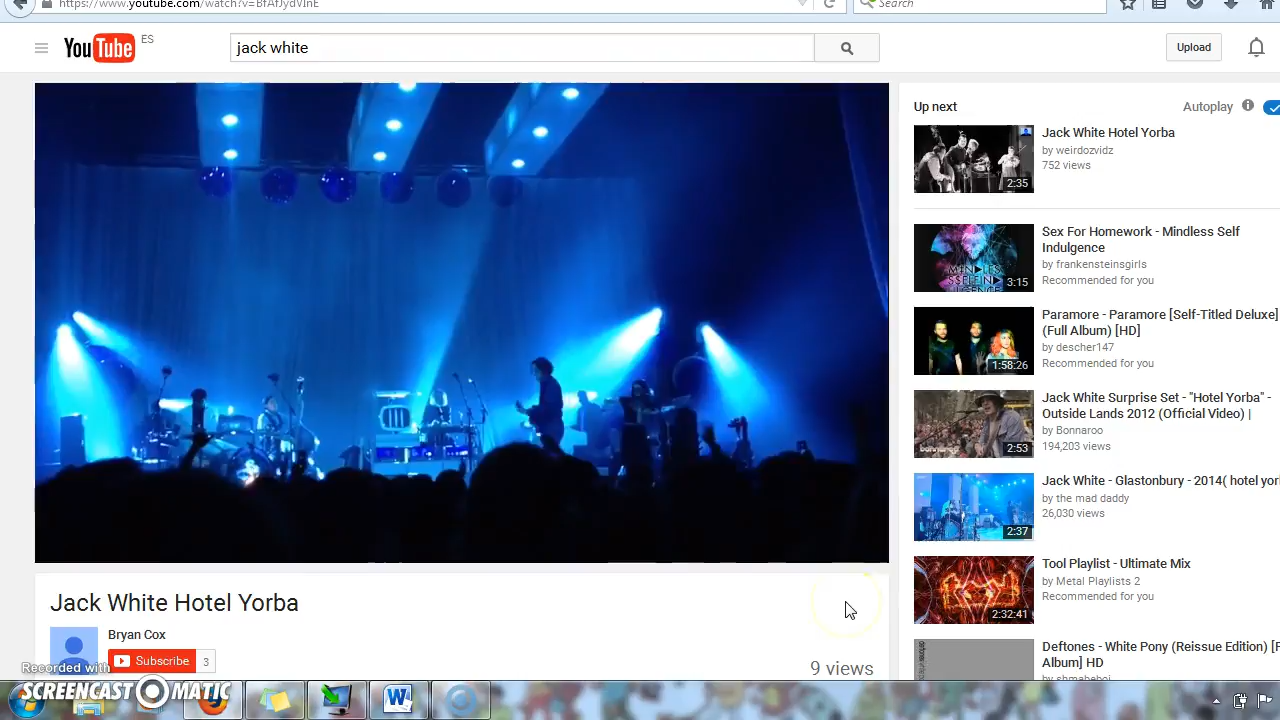 https://www.youtube.com/watch?v=BfAfJydVInE
Search
YouTube ES
jack white
Upload
Up next
Autoplay
Jack White Hotel Yorba
by weirdozvidz
752 views
2:35
Sex For Homework - Mindless Self
Indulgence
by frankensteinsgirls
Recommended for you
3:15
Paramore - Paramore [Self-Titled Deluxe]
(Full Album) [HD]
by descher147
Recommended for you
1:58:26
Jack White Surprise Set - "Hotel Yorba" -
Outside Lands 2012 (Official Video) |
by Bonnaroo
194,203 views
2:53
Jack White - Glastonbury - 2014( hotel yor
by the mad daddy
26,030 views
2:37
Tool Playlist - Ultimate Mix
by Metal Playlists 2
Recommended for you
2:32:41
Deftones - White Pony (Reissue Edition) [F
Album] HD
by shmabeboi
Jack White Hotel Yorba
Bryan Cox
Subscribe 3
9 views
Recorded with
SCREENCAST O MATIC